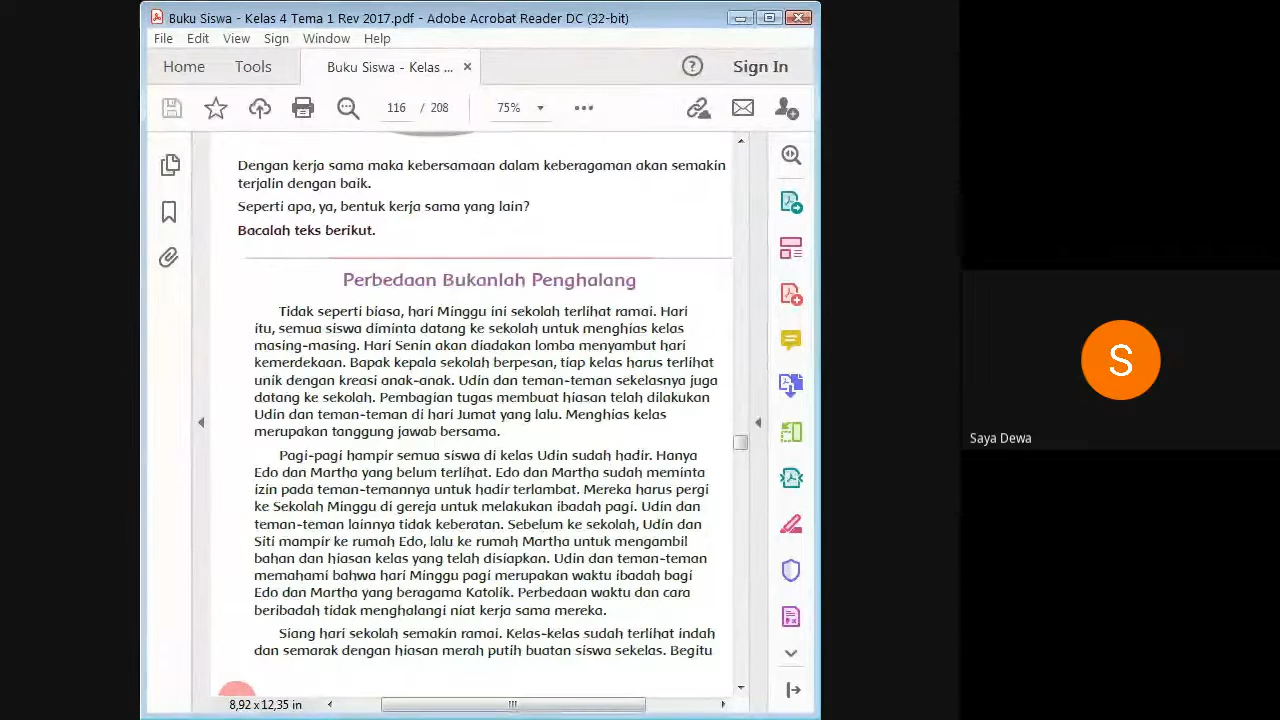 Buku Siswa - Kelas 4 Tema 1 Rev 2017.pdf - Adobe Acrobat Reader DC (32-bit)
File Edit View Sign Window Help
Home Tools Buku Siswa - Kelas ... × ? Sign In
116 / 208 75%
Dengan kerja sama maka kebersamaan dalam keberagaman akan semakin
terjalin dengan baik.
Seperti apa, ya, bentuk kerja sama yang lain?
Bacalah teks berikut.
Perbedaan Bukanlah Penghalang
Tidak seperti biasa, hari Minggu ini sekolah terlihat ramai. Hari
itu, semua siswa diminta datang ke sekolah untuk menghias kelas
masing-masing. Hari Senin akan diadakan lomba menyambut hari
kemerdekaan. Bapak kepala sekolah berpesan, tiap kelas harus terlihat
unik dengan kreasi anak-anak. Udin dan teman-teman sekelasnya juga
datang ke sekolah. Pembagian tugas membuat hiasan telah dilakukan
Udin dan teman-teman di hari Jumat yang lalu. Menghias kelas
merupakan tanggung jawab bersama.
Pagi-pagi hampir semua siswa di kelas Udin sudah hadir. Hanya
Edo dan Martha yang belum terlihat. Edo dan Martha sudah meminta
izin pada teman-temannya untuk hadir terlambat. Mereka harus pergi
ke Sekolah Minggu di gereja untuk melakukan ibadah pagi. Udin dan
teman-teman lainnya tidak keberatan. Sebelum ke sekolah, Udin dan
Siti mampir ke rumah Edo, lalu ke rumah Martha untuk mengambil
bahan dan hiasan kelas yang telah disiapkan. Udin dan teman-teman
memahami bahwa hari Minggu pagi merupakan waktu ibadah bagi
Edo dan Martha yang beragama Katolik. Perbedaan waktu dan cara
beribadah tidak menghalangi niat kerja sama mereka.
Siang hari sekolah semakin ramai. Kelas-kelas sudah terlihat indah
dan semarak dengan hiasan merah putih buatan siswa sekelas. Begitu
8,92 x 12,35 in
S
Saya Dewa